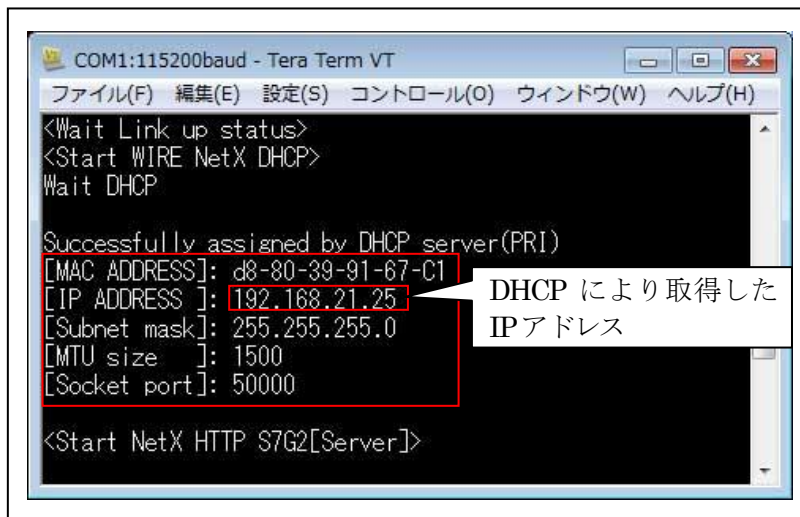 COM1:115200baud - Tera Term VT
ファイル(F) 編集(E) 設定(S) コントロール(O) ウィンドウ(W) ヘルプ(H)
<Wait Link up status>
<Start WIRE NetX DHCP>
Wait DHCP
Successfully assigned by DHCP server(PRI)
[MAC ADDRESS]: d8-80-39-91-67-C1
[IP ADDRESS ]: 192.168.21.25
[Subnet mask]: 255.255.255.0
[MTU size   ]: 1500
[Socket port]: 50000
DHCP により取得した
IPアドレス
<Start NetX HTTP S7G2[Server]>